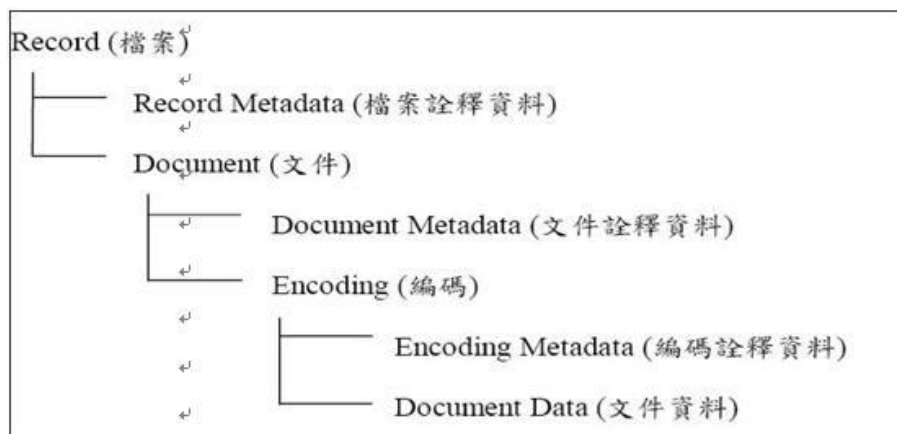 Record (檔案)
Record Metadata (檔案詮釋資料)
Document (文件)
Document Metadata (文件詮釋資料)
Encoding (編碼)
Encoding Metadata (編碼詮釋資料)
Document Data (文件資料)